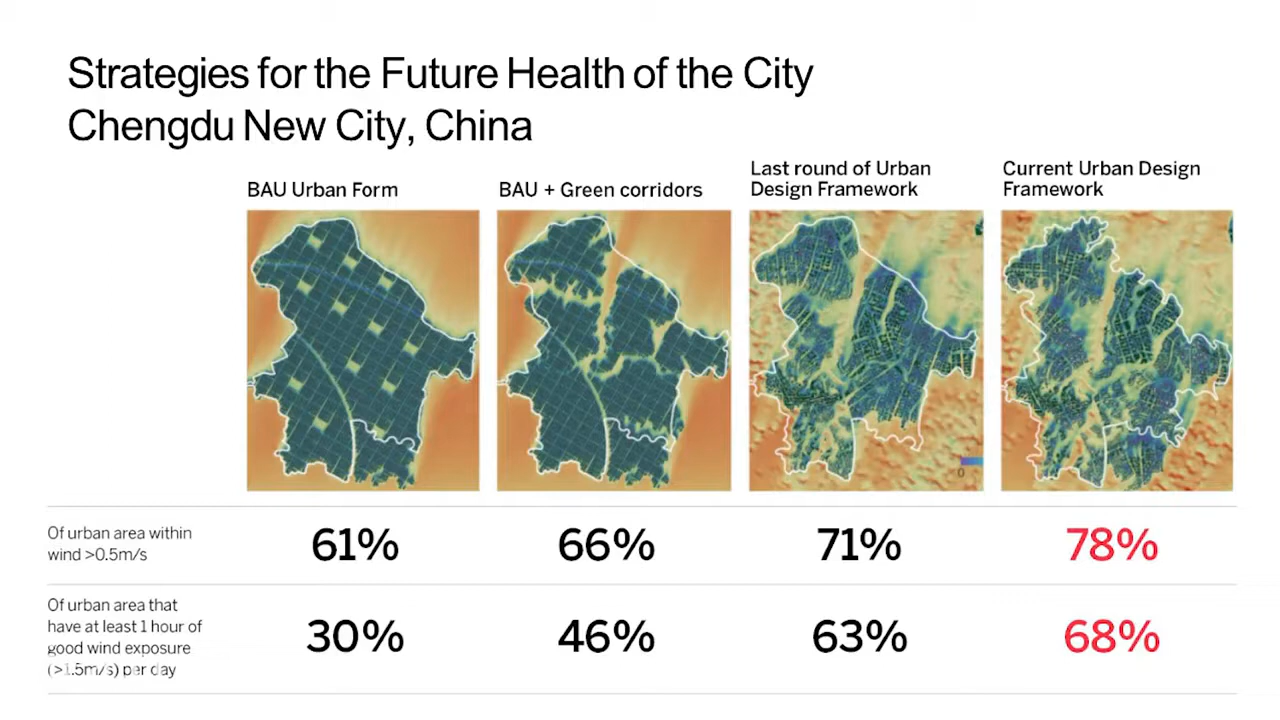 Strategies for the Future Health of the City
Chengdu New City, China
BAU Urban Form
BAU + Green corridors
Last round of Urban
Design Framework
Current Urban Design
Framework
0
Of urban area within
wind >0.5m/s
61%
66%
71%
78%
Of urban area that
have at least 1 hour of
good wind exposure
(>1.5m/s) per day
30%
46%
63%
68%